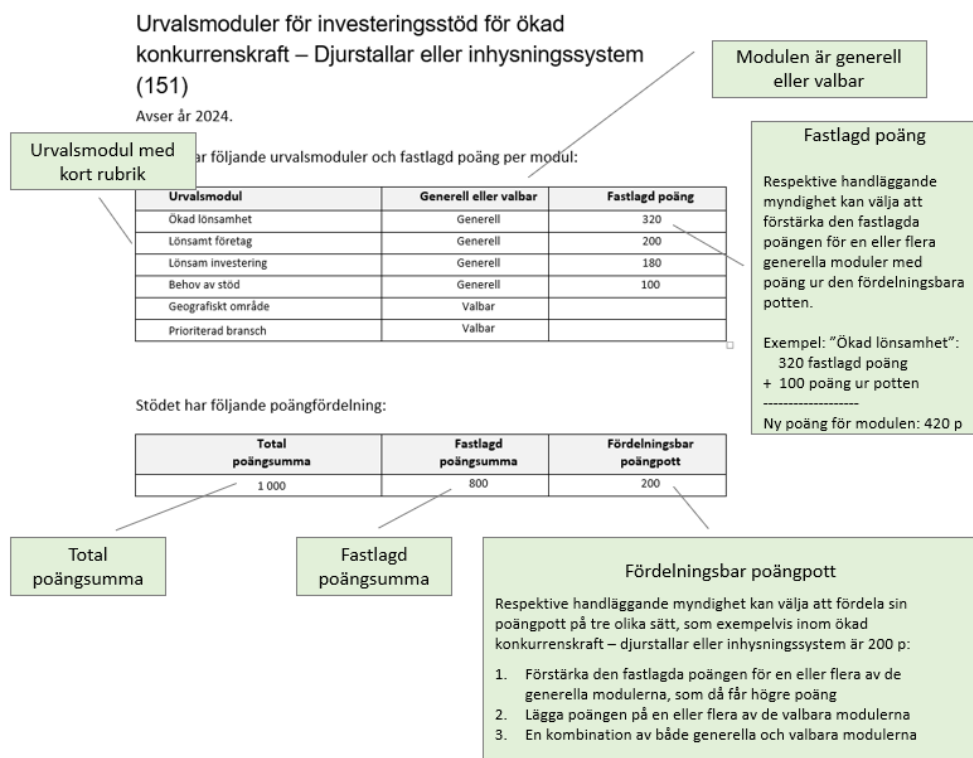 Urvalsmoduler för investeringsstöd för ökad
konkurrenskraft – Djurstallar eller inhysningssystem
(151)
Avser år 2024.
Modulen är generell
eller valbar
Urvalsmodul med
kort rubrik
ar följande urvalsmoduler och fastlagd poäng per modul:
Urvalsmodul Generell eller valbar Fastlagd poäng
Ökad lönsamhet Generell 320
Lönsamt företag Generell 200
Lönsam investering Generell 180
Behov av stöd Generell 100
Geografiskt område Valbar
Prioriterad bransch Valbar
Fastlagd poäng
Respektive handläggande
myndighet kan välja att
förstärka den fastlagda
poängen för en eller flera
generella moduler med
poäng ur den fördelningsbara
potten.
Exempel: ”Ökad lönsamhet”:
320 fastlagd poäng
+ 100 poäng ur potten
-------------------
Ny poäng för modulen: 420 p
Stödet har följande poängfördelning:
Total Fastlagd Fördelningsbar
poängsumma poängsumma poängpott
1 000 800 200
Total
poängsumma
Fastlagd
poängsumma
Fördelningsbar poängpott
Respektive handläggande myndighet kan välja att fördela sin
poängpott på tre olika sätt, som exempelvis inom ökad
konkurrenskraft – djurstallar eller inhysningssystem är 200 p:
1. Förstärka den fastlagda poängen för en eller flera av de
generella modulerna, som då får högre poäng
2. Lägga poängen på en eller flera av de valbara modulerna
3. En kombination av både generella och valbara modulerna